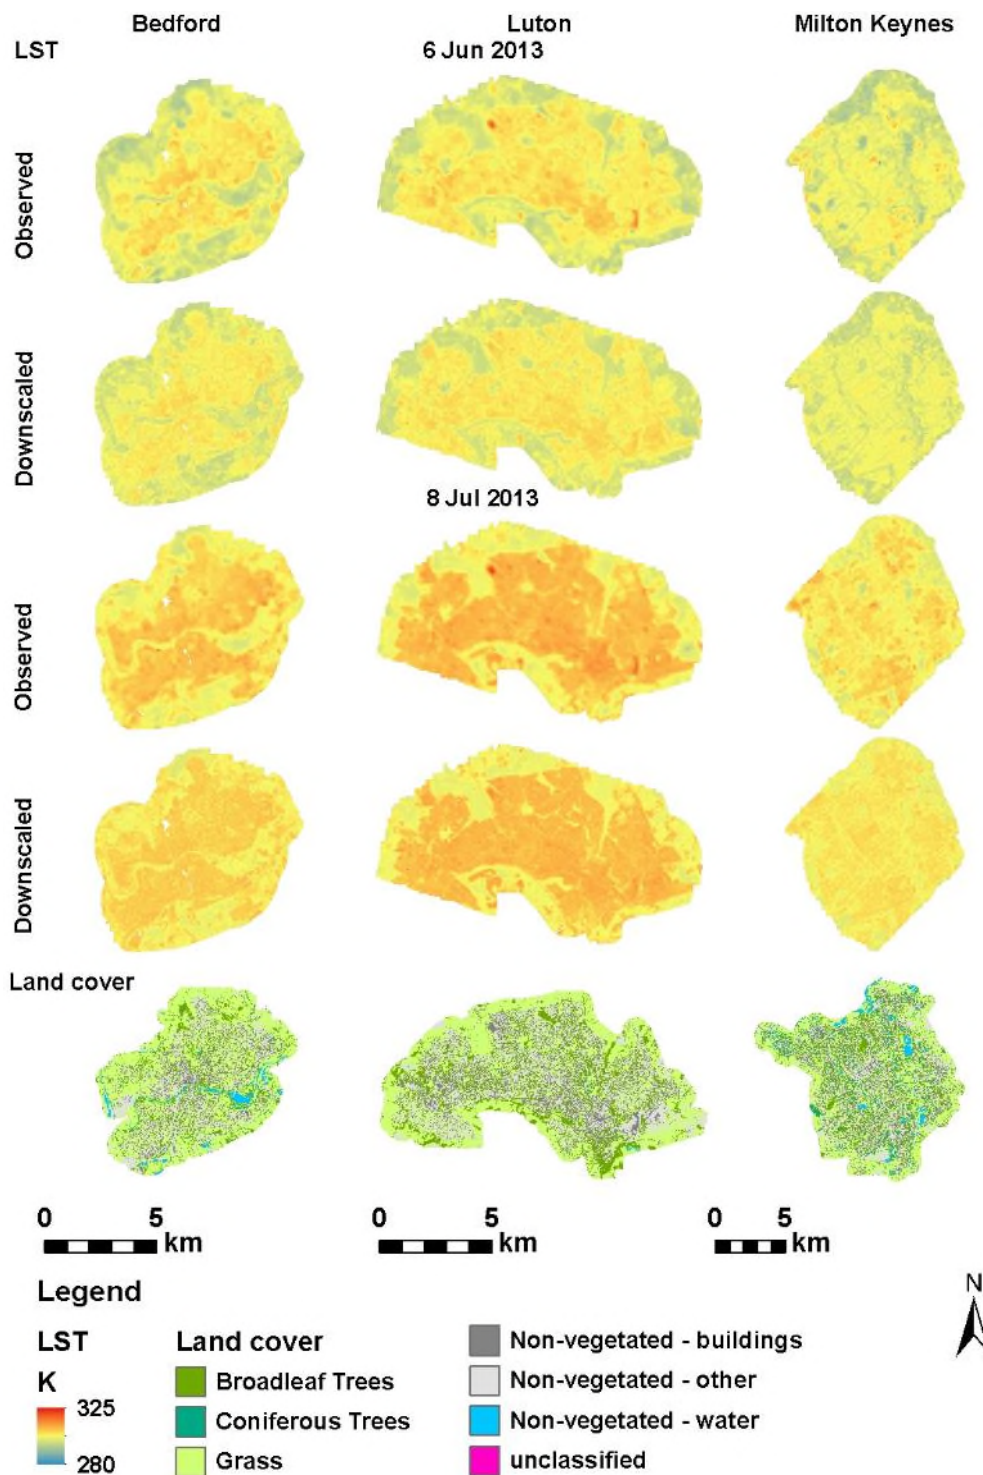 Bedford Luton Milton Keynes
LST 6 Jun 2013
Observed
Downscaled
8 Jul 2013
Observed
Downscaled
Land cover
0 5 0 5 0 5
km km km
Legend
N
LST Land cover
K
325
280
Broadleaf Trees
Coniferous Trees
Grass
Non-vegetated - buildings
Non-vegetated - other
Non-vegetated - water
unclassified